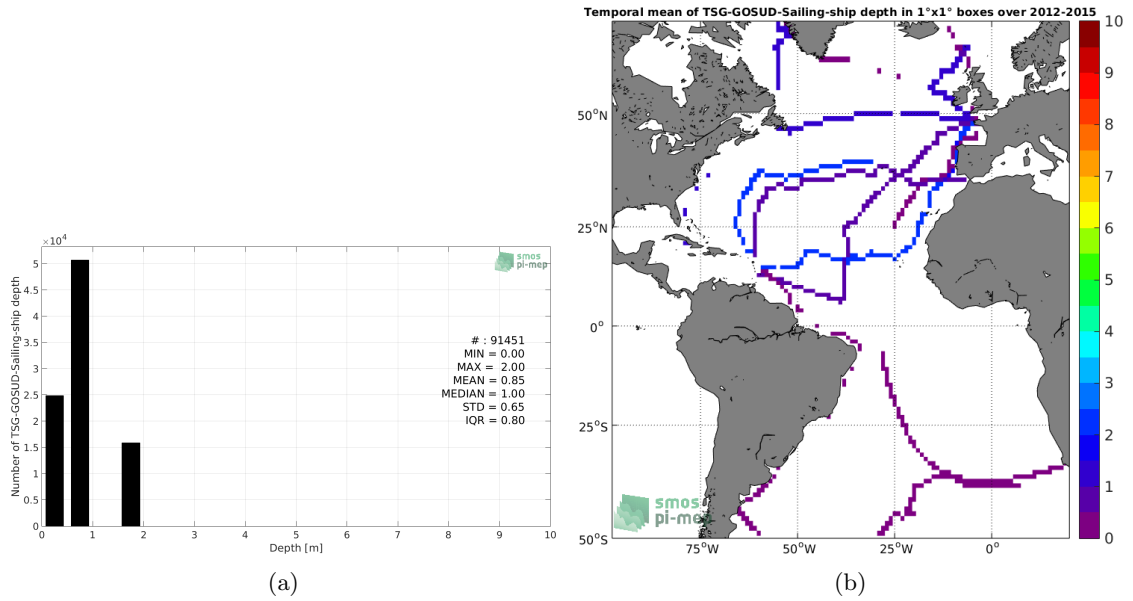 ×10⁴
5
4.5
4
3.5
3
2.5
2
1.5
1
0.5
0
Number of TSG-GOSUD-Sailing-ship depth
smos
pi-mep
# : 91451
MIN = 0.00
MAX = 2.00
MEAN = 0.85
MEDIAN = 1.00
STD = 0.65
IQR = 0.80
0 1 2 3 4 5 6 7 8 9 10
Depth [m]
(a)
Temporal mean of TSG-GOSUD-Sailing-ship depth in 1°x1° boxes over 2012-2015
50°N
25°N
0°
25°S
50°S
75°W 50°W 25°W 0°
smos
pi-mep
10
9
8
7
6
5
4
3
2
1
0
(b)